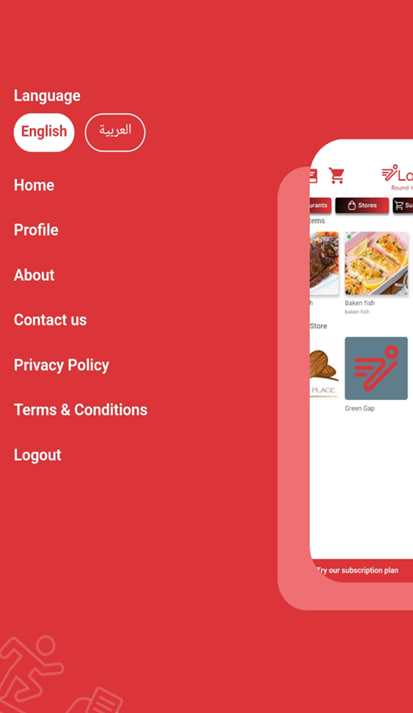 Language
English
العربية
Home
Profile
About
Contact us
Privacy Policy
Terms & Conditions
Logout
La
Round t
urants
Stores
Su
tems
h
Baken fish
baken fish
Store
PLACE
Green Gap
Try our subscription plan